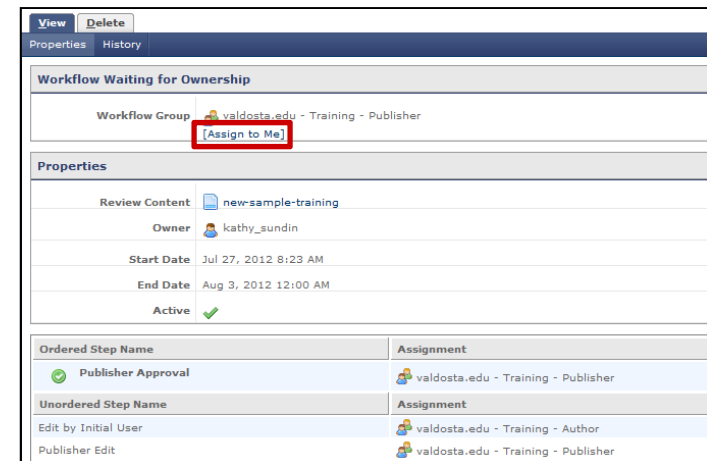 View Delete
Properties History
Workflow Waiting for Ownership
Workflow Group valdosta.edu - Training - Publisher
[Assign to Me]
Properties
Review Content new-sample-training
Owner kathy_sundin
Start Date Jul 27, 2012 8:23 AM
End Date Aug 3, 2012 12:00 AM
Active
Ordered Step Name Assignment
Publisher Approval valdosta.edu - Training - Publisher
Unordered Step Name Assignment
Edit by Initial User valdosta.edu - Training - Author
Publisher Edit valdosta.edu - Training - Publisher